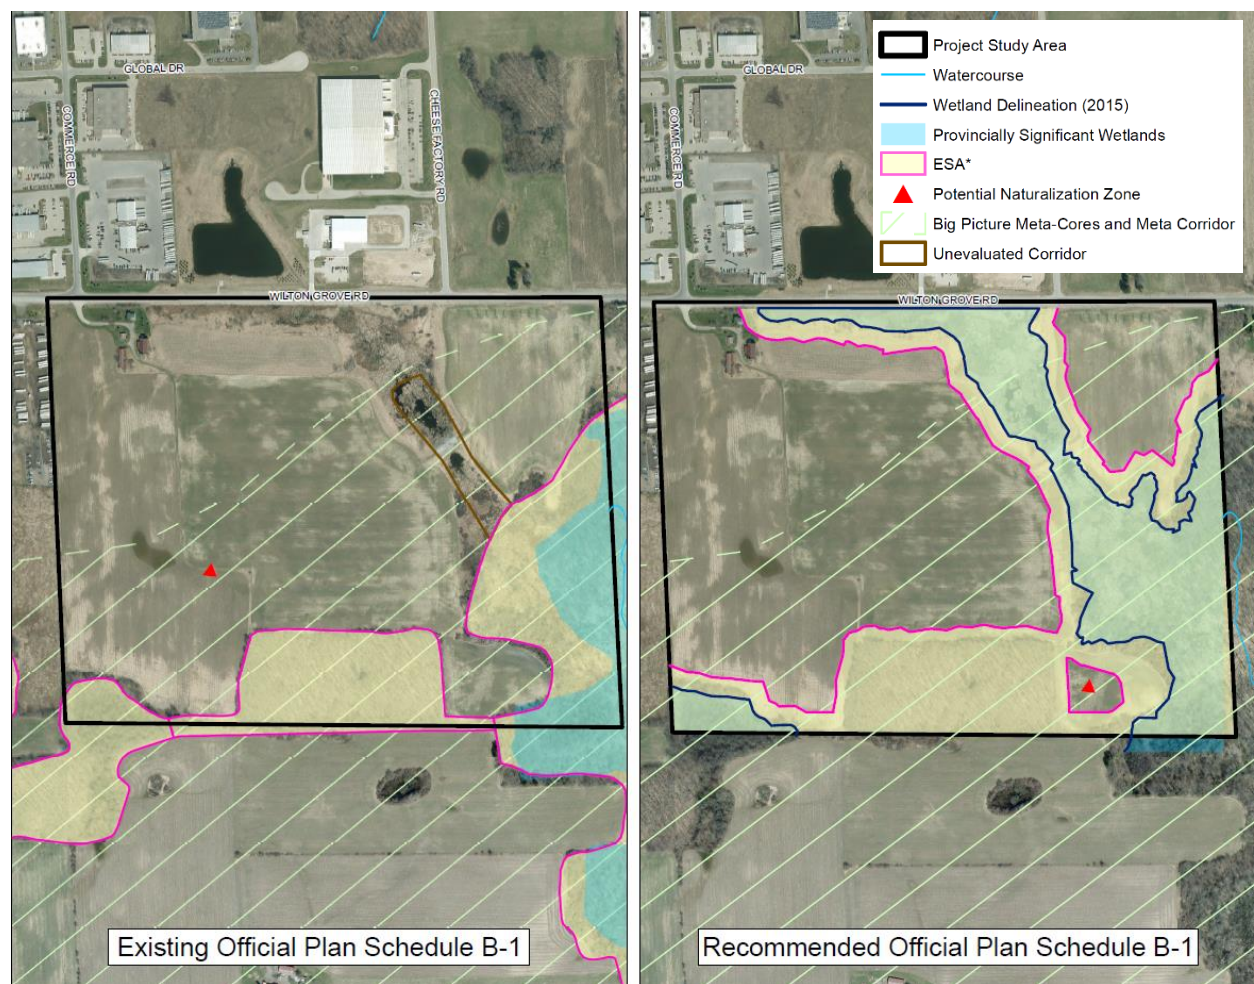 GLOBAL DR
COMMERCE RD
CHEESE FACTORY RD
WILTON GROVE RD
Existing Official Plan Schedule B-1
GLOBAL DR
COMMERCE RD
WILTON GROVE RD
Project Study Area
Watercourse
Wetland Delineation (2015)
Provincially Significant Wetlands
ESA*
Potential Naturalization Zone
Big Picture Meta-Cores and Meta Corridor
Unevaluated Corridor
Recommended Official Plan Schedule B-1